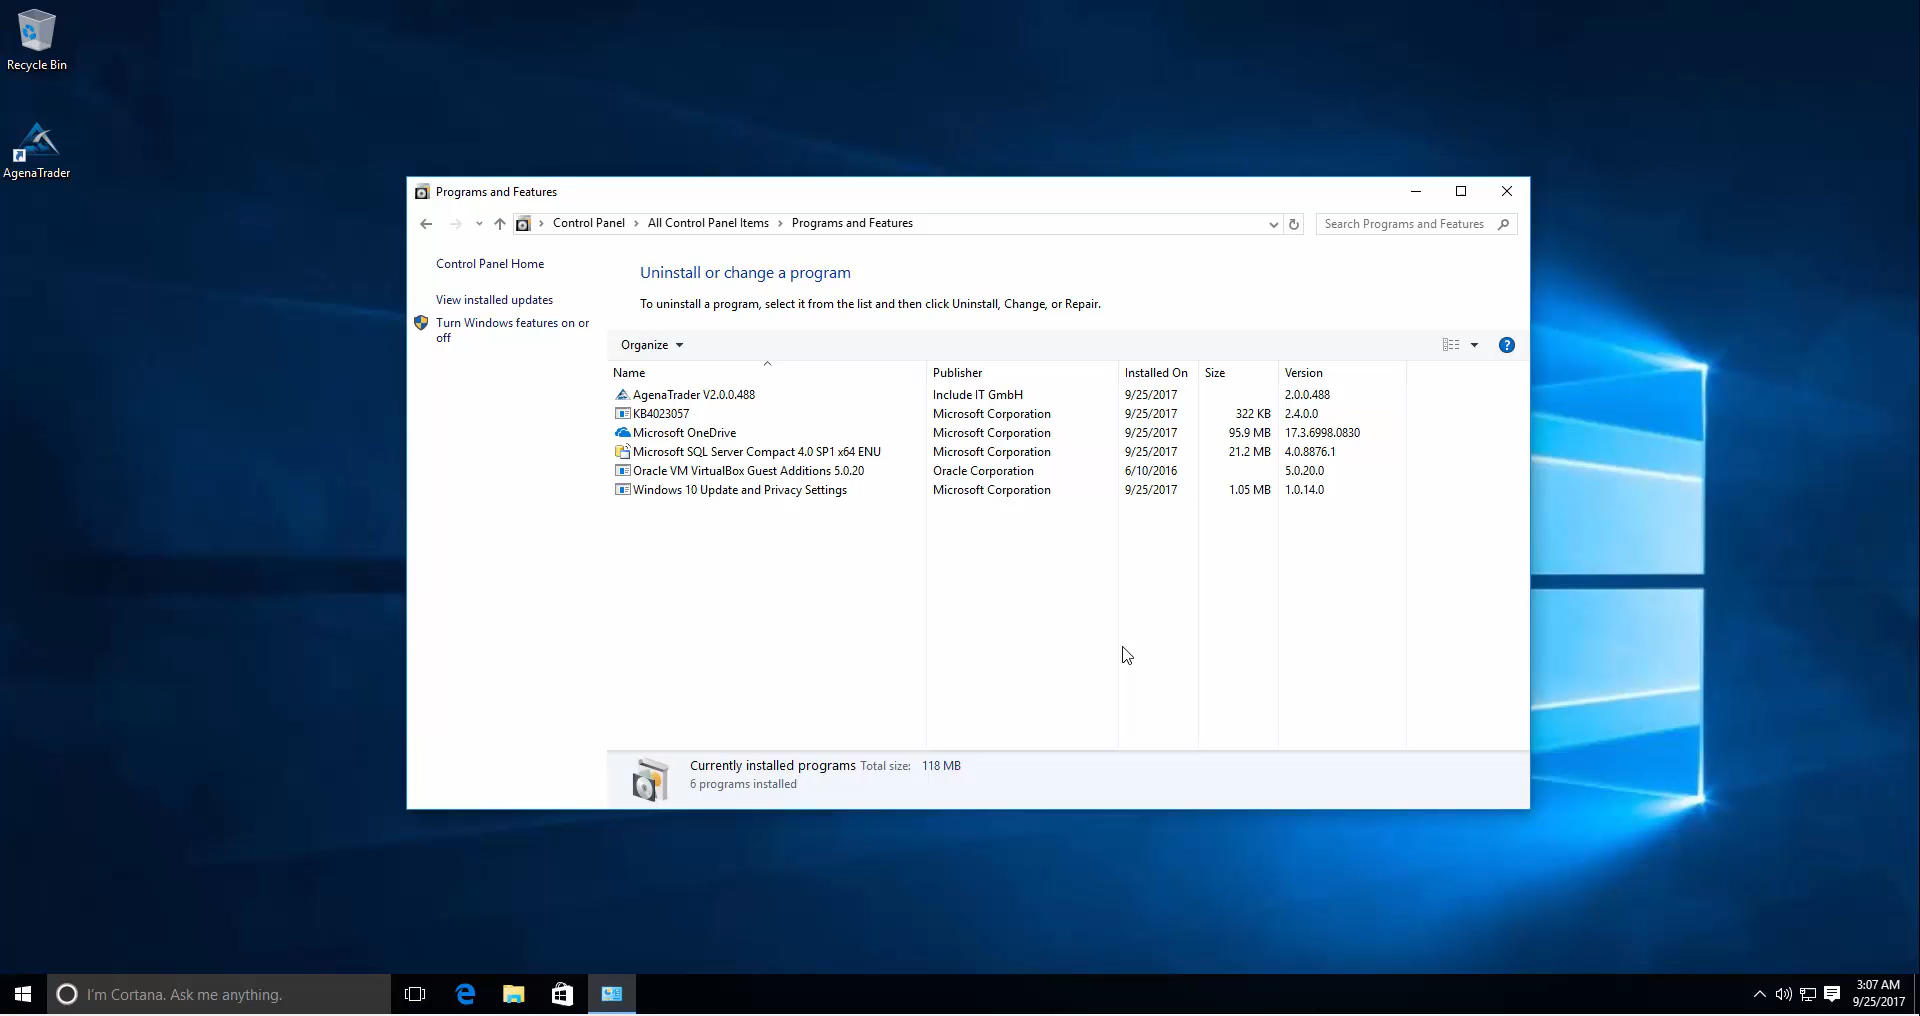 Recycle Bin
AgenaTrader
Programs and Features
Control Panel
All Control Panel Items
Programs and Features
Search Programs and Features
Control Panel Home
View installed updates
Turn Windows features on or
off
Uninstall or change a program
To uninstall a program, select it from the list and then click Uninstall, Change, or Repair.
Organize
?
Name Publisher Installed On Size Version
AgenaTrader V2.0.0.488 Include IT GmbH 9/25/2017 2.0.0.488
KB4023057 Microsoft Corporation 9/25/2017 322 KB 2.4.0.0
Microsoft OneDrive Microsoft Corporation 9/25/2017 95.9 MB 17.3.6998.0830
Microsoft SQL Server Compact 4.0 SP1 x64 ENU Microsoft Corporation 9/25/2017 21.2 MB 4.0.8876.1
Oracle VM VirtualBox Guest Additions 5.0.20 Oracle Corporation 6/10/2016 5.0.20.0
Windows 10 Update and Privacy Settings Microsoft Corporation 9/25/2017 1.05 MB 1.0.14.0
Currently installed programs Total size: 118 MB
6 programs installed
I'm Cortana. Ask me anything.
3:07 AM
9/25/2017